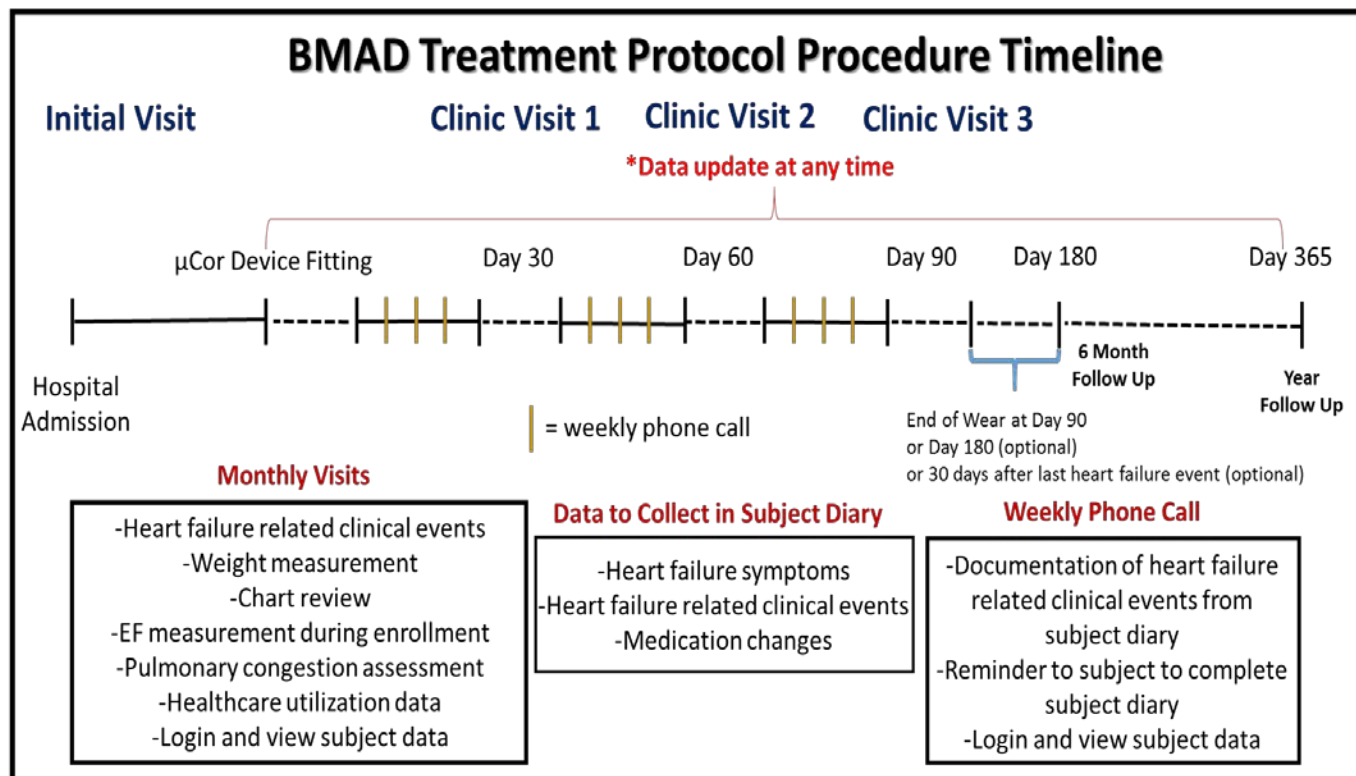 BMAD Treatment Protocol Procedure Timeline
Initial Visit
Clinic Visit 1
Clinic Visit 2
Clinic Visit 3
*Data update at any time
μCor Device Fitting
Day 30
Day 60
Day 90
Day 180
Day 365
Hospital
Admission
6 Month
Follow Up
Year
Follow Up
= weekly phone call
End of Wear at Day 90
or Day 180 (optional)
or 30 days after last heart failure event (optional)
Monthly Visits
-Heart failure related clinical events
-Weight measurement
-Chart review
-EF measurement during enrollment
-Pulmonary congestion assessment
-Healthcare utilization data
-Login and view subject data
Data to Collect in Subject Diary
-Heart failure symptoms
-Heart failure related clinical events
-Medication changes
Weekly Phone Call
-Documentation of heart failure
related clinical events from
subject diary
-Reminder to subject to complete
subject diary
-Login and view subject data